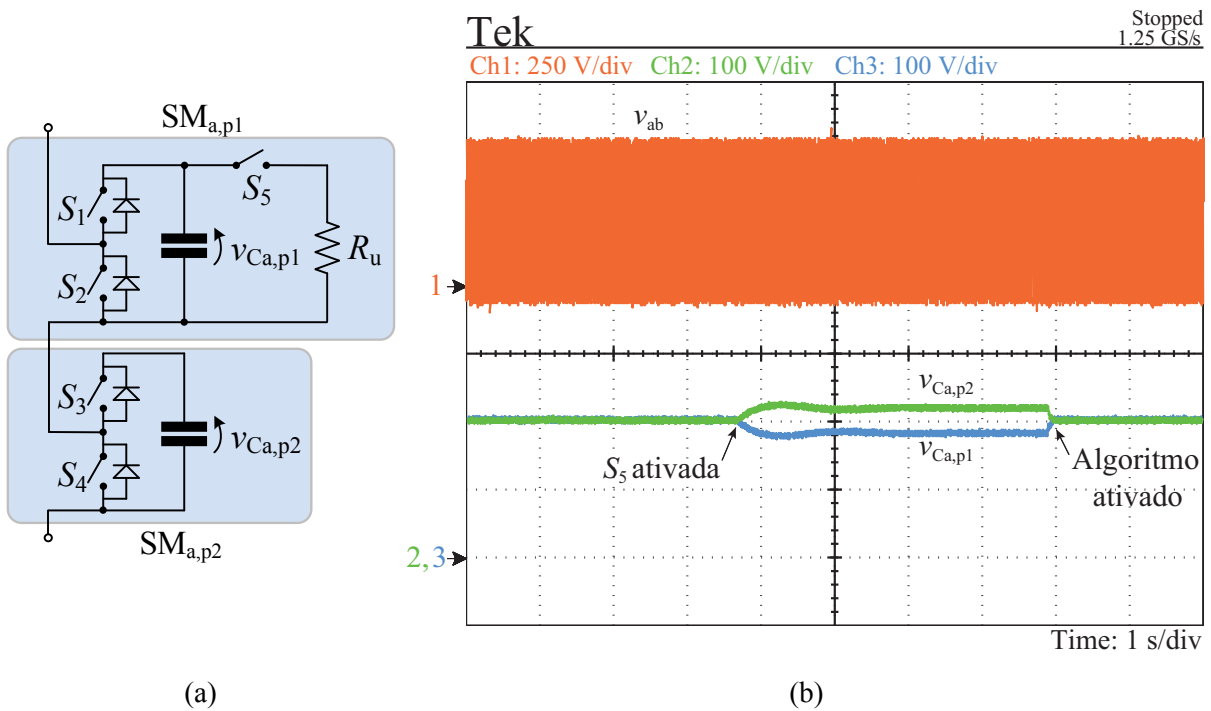 SMa,p1
S1
S2
S5
vCa,p1
Ru
S3
S4
vCa,p2
SMa,p2
(a)
Tek
Stopped
1.25 GS/s
Ch1: 250 V/div Ch2: 100 V/div Ch3: 100 V/div
vab
1
vCa,p2
vCa,p1
S5 ativada
Algoritmo
ativado
2,3
Time: 1 s/div
(b)